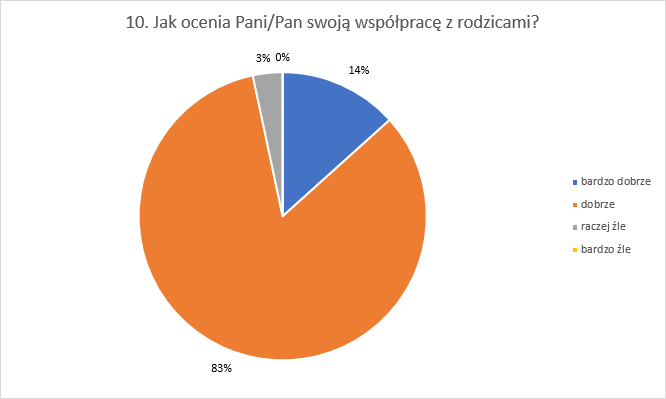 10. Jak ocenia Pani/Pan swoją współpracę z rodzicami?
3%
0%
14%
83%
bardzo dobrze
dobrze
raczej źle
bardzo źle